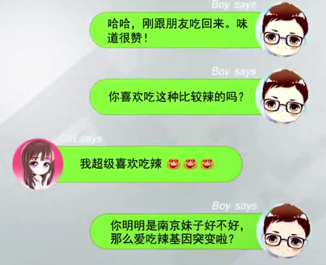 Boy says
哈哈，刚跟朋友吃回来。味
道很赞！
Boy says
你喜欢吃这种比较辣的吗？
Girl says
我超级喜欢吃辣
Boy says
你明明是南京妹子好不好，
那么爱吃辣基因突变啦？